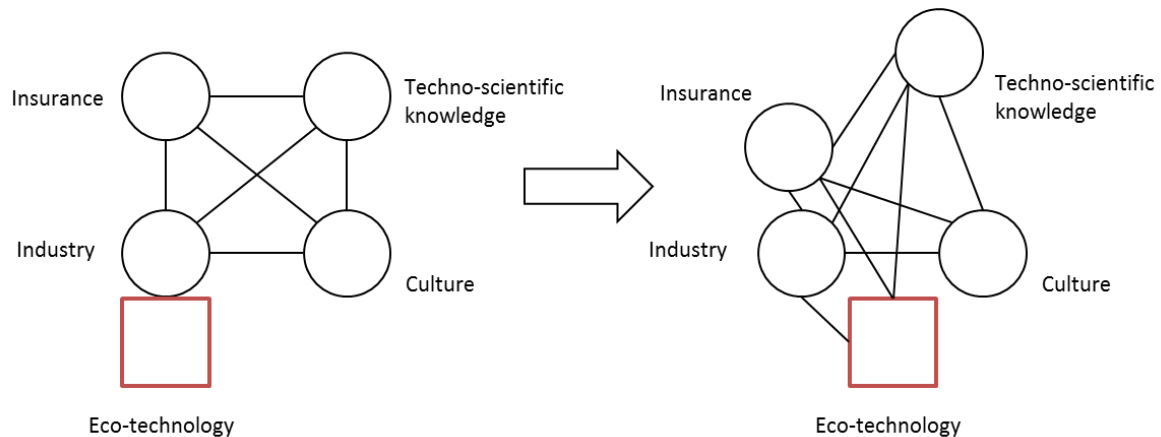 Insurance
Techno-scientific
knowledge
Industry
Culture
Eco-technology
Insurance
Techno-scientific
knowledge
Industry
Culture
Eco-technology